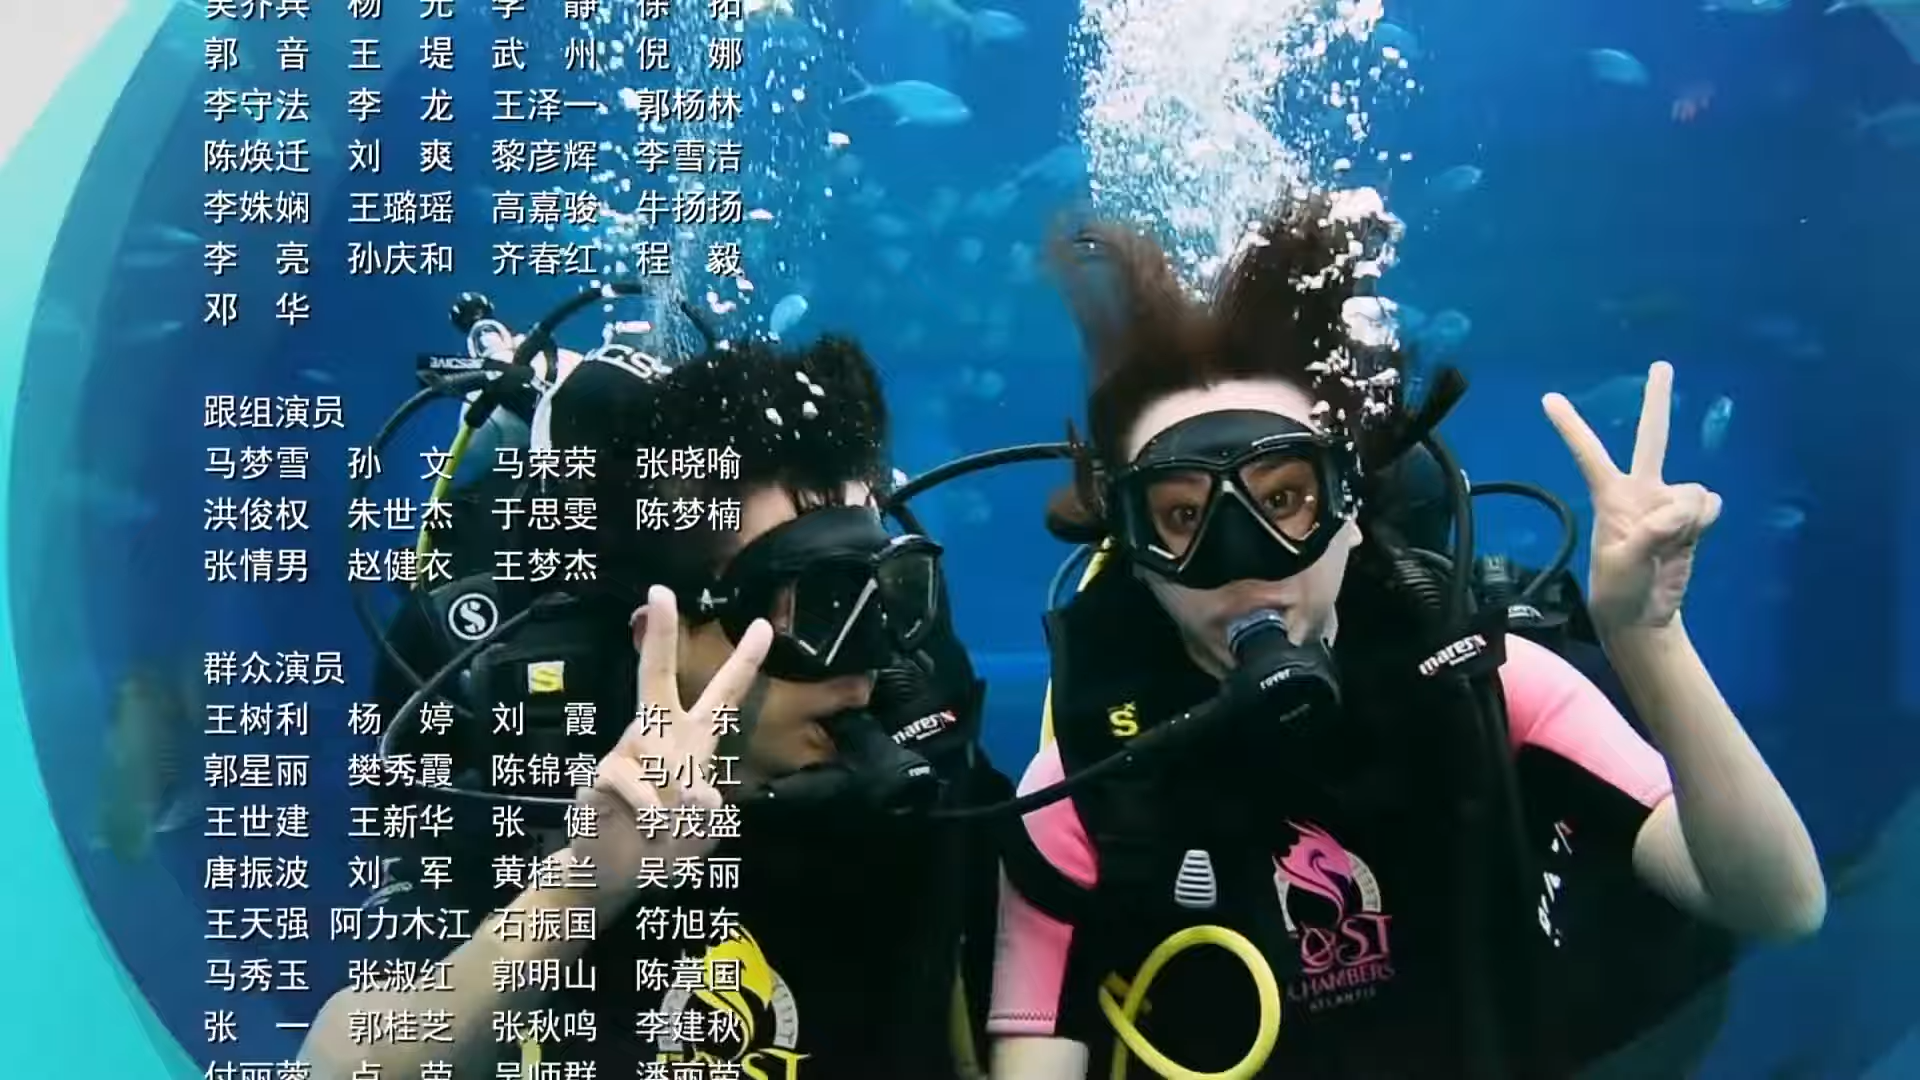 郭　音　王　堤　武　州　倪　娜
李守法　李　龙　王泽一　郭杨林
陈焕迁　刘　爽　黎彦辉　李雪洁
李姝娴　王璐瑶　高嘉骏　牛扬扬
李　亮　孙庆和　齐春红　程　毅
邓　华
跟组演员
马梦雪　孙　文　马荣荣　张晓喻
洪俊权　朱世杰　于思雯　陈梦楠
张情男　赵健衣　王梦杰
群众演员
王树利　杨　婷　刘　霞　许　东
郭星丽　樊秀霞　陈锦睿　马小江
王世建　王新华　张　健　李茂盛
唐振波　刘　军　黄桂兰　吴秀丽
王天强 阿力木江 石振国　符旭东
马秀玉　张淑红　郭明山　陈章国
张　一　郭桂芝　张秋鸣　李建秋
mares
mares
rover
LOST
CHAMBERS
ATLANTIS